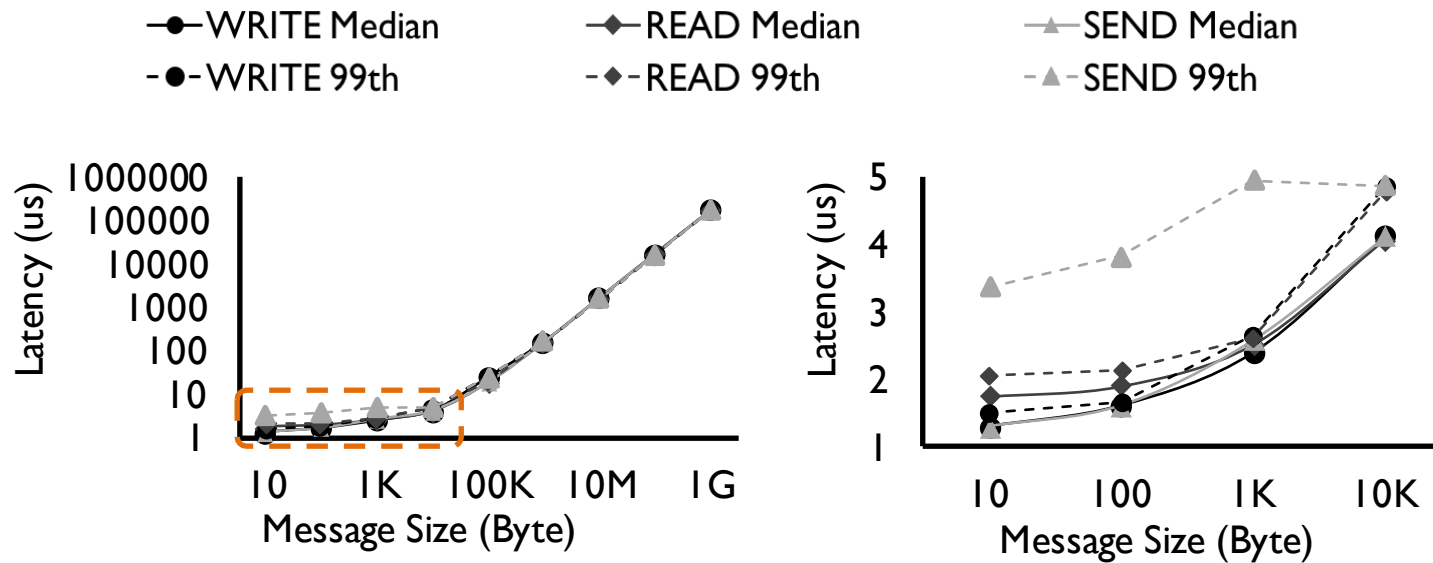 WRITE Median READ Median SEND Median
WRITE 99th READ 99th SEND 99th
Latency (us)
1000000
100000
10000
1000
100
10
1
10 1K 100K 10M 1G
Message Size (Byte)
Latency (us)
5
4
3
2
1
10 100 1K 10K
Message Size (Byte)